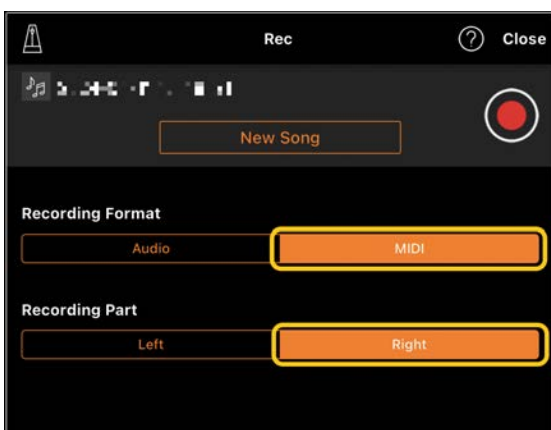 Rec
? Close
New Song
Recording Format
Audio MIDI
Recording Part
Left Right